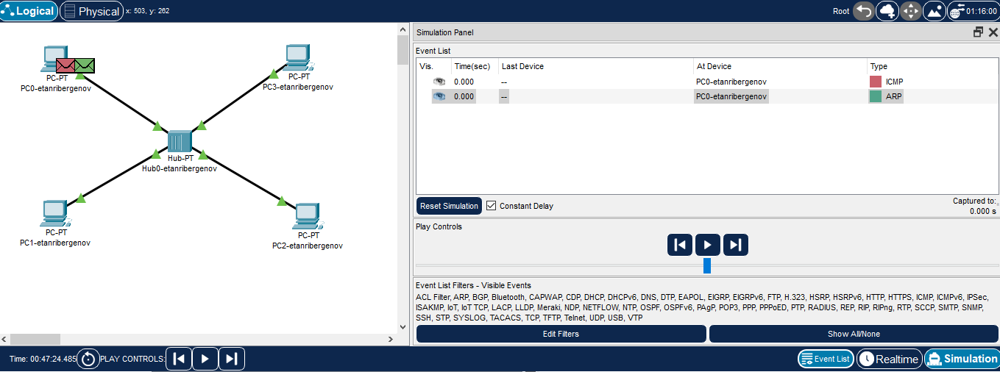 Logical Physical x: 503, y: 262 Root 01:16:00
PC-PT
PC0-etanribergenov
PC-PT
PC3-etanribergenov
Hub-PT
Hub0-etanribergenov
PC-PT
PC1-etanribergenov
PC-PT
PC2-etanribergenov
Simulation Panel
Event List
Vis. Time(sec) Last Device At Device Type
0.000 -- PC0-etanribergenov ICMP
0.000 -- PC0-etanribergenov ARP
Reset Simulation Constant Delay
Captured to:
0.000 s
Play Controls
Event List Filters - Visible Events
ACL Filter, ARP, BGP, Bluetooth, CAPWAP, CDP, DHCP, DHCPv6, DNS, DTP, EAPOL, EIGRP, EIGRPv6, FTP, H.323, HSRP, HSRPv6, HTTP, HTTPS, ICMP, ICMPv6, IPSec,
ISAKMP, IoT, IoT TCP, LACP, LLDP, Meraki, NDP, NETFLOW, NTP, OSPF, OSPFv6, PAgP, POP3, PPP, PPPoED, PTP, RADIUS, REP, RIP, RIPng, RTP, SCCP, SMTP, SNMP,
SSH, STP, SYSLOG, TACACS, TCP, TFTP, Telnet, UDP, USB, VTP
Edit Filters Show All/None
Time: 00:47:24.485 PLAY CONTROLS: Event List Realtime Simulation